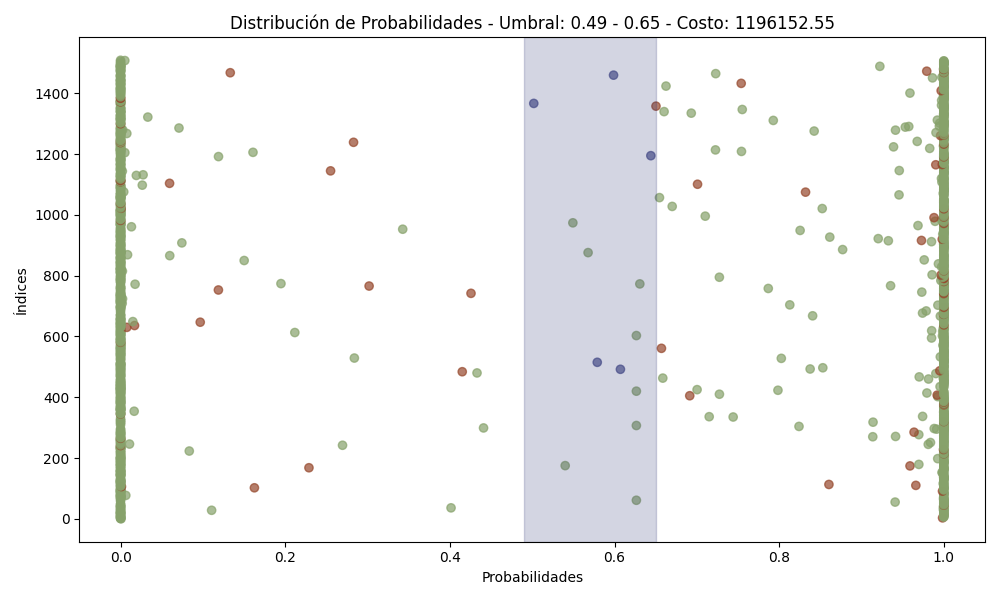 Distribución de Probabilidades - Umbral: 0.49 - 0.65 - Costo: 1196152.55
Índices
1400
1200
1000
800
600
400
200
0
0.0 0.2 0.4 0.6 0.8 1.0
Probabilidades